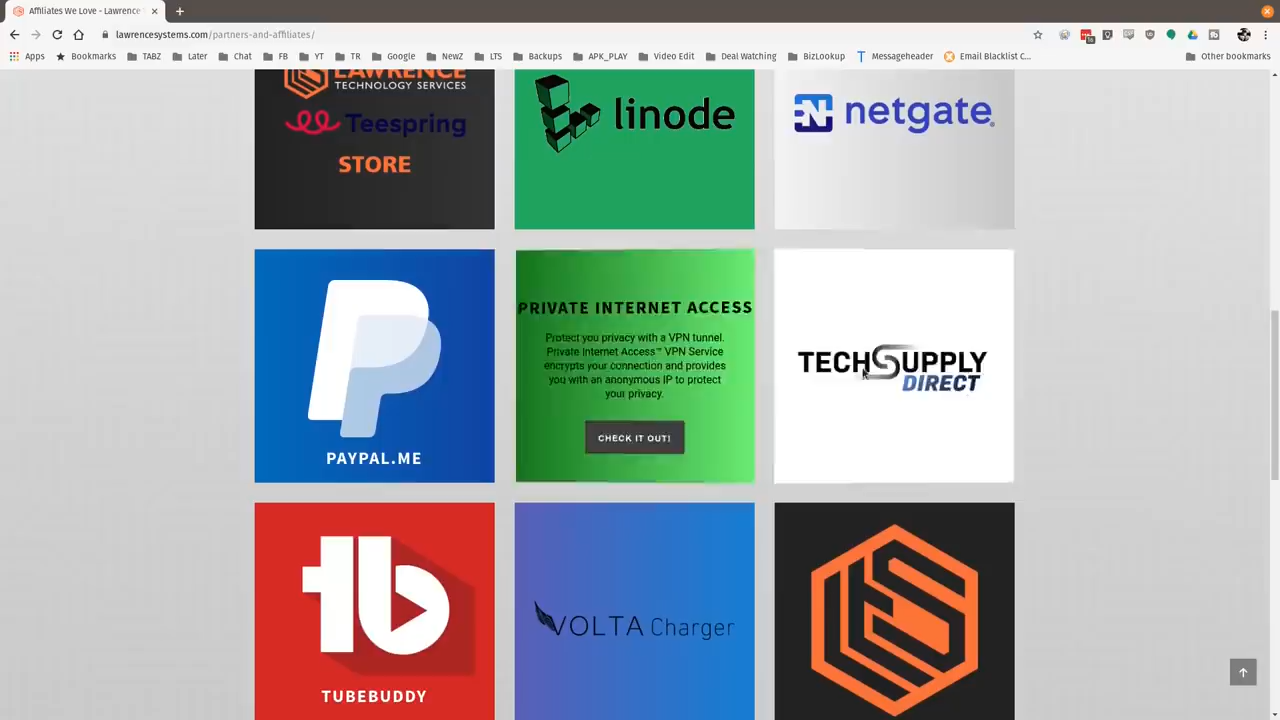 Affiliates We Love - Lawrence
lawrencesystems.com/partners-and-affiliates/
Apps Bookmarks TABZ Later Chat FB YT TR Google NewZ LTS Backups APK_PLAY Video Edit Deal Watching BizLookup Messageheader Email Blacklist C... Other bookmarks
LAWRENCE
TECHNOLOGY SERVICES
Teespring
STORE
linode
netgate
PAYPAL.ME
PRIVATE INTERNET ACCESS
Protect you privacy with a VPN tunnel.
Private Internet Access™ VPN Service
encrypts your connection and provides
you with an anonymous IP to protect
your privacy.
CHECK IT OUT!
TECHSUPPLY
DIRECT
tb
TUBEBUDDY
VOLTA Charger